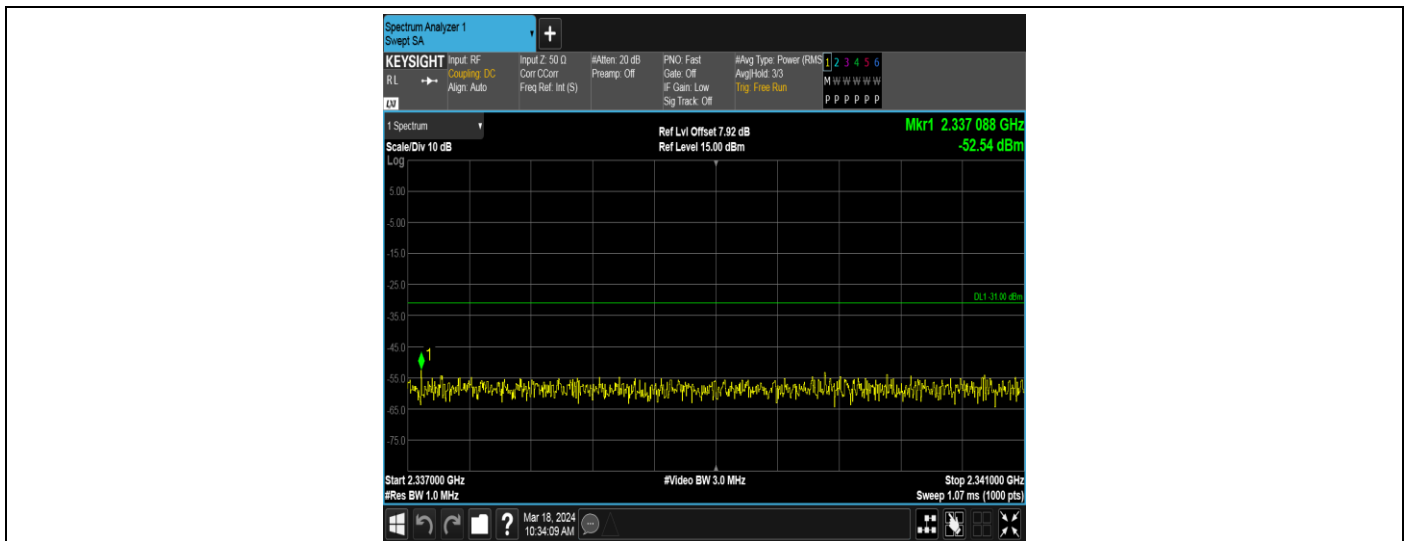 Spectrum Analyzer 1
Swept SA
+
KEYSIGHT Input: RF Input Z: 50 Ω #Atten: 20 dB PNO: Fast #Avg Type: Power (RMS 1 2 3 4 5 6
RL Coupling: DC Corr CCorr Preamp: Off Gate: Off Avg|Hold: 3/3 M W W W W W
Align: Auto Freq Ref: Int (S) IF Gain: Low Trig: Free Run
Sig Track: Off P P P P P P
1 Spectrum Ref Lvl Offset 7.92 dB Mkr1 2.337 088 GHz
Scale/Div 10 dB Ref Level 15.00 dBm -52.54 dBm
Log
5.00
-5.00
-15.0
-25.0
DL1 -31.00 dBm
-35.0
-45.0
1
-55.0
-65.0
-75.0
Start 2.337000 GHz #Video BW 3.0 MHz Stop 2.341000 GHz
#Res BW 1.0 MHz Sweep 1.07 ms (1000 pts)
? Mar 18, 2024
10:34:09 AM